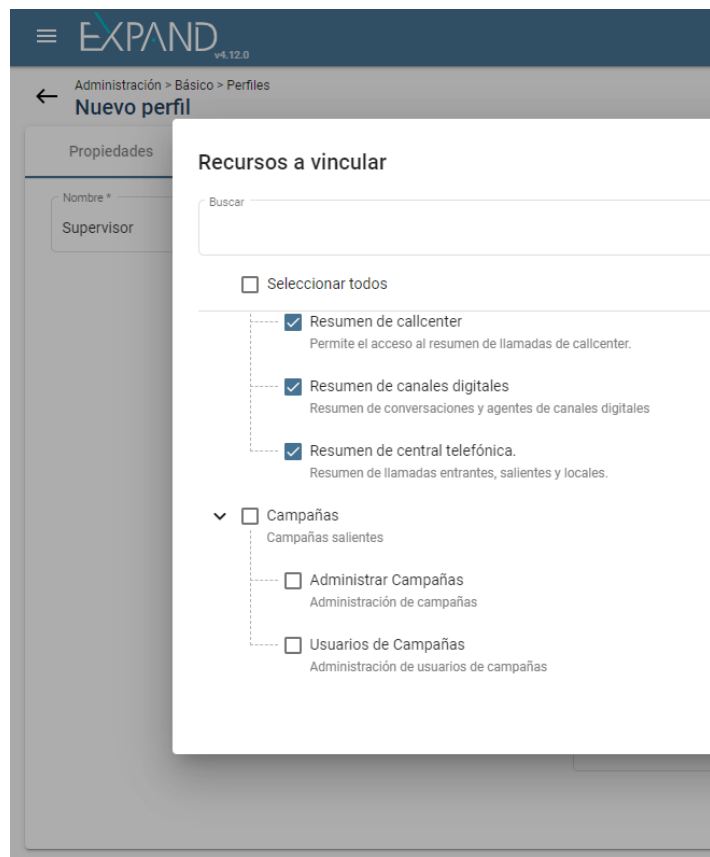 EXPAND
v4.12.0
Administración > Básico > Perfiles
Nuevo perfil
Propiedades
Recursos a vincular
Nombre *
Supervisor
Buscar
Seleccionar todos
Resumen de callcenter
Permite el acceso al resumen de llamadas de callcenter.
Resumen de canales digitales
Resumen de conversaciones y agentes de canales digitales
Resumen de central telefónica.
Resumen de llamadas entrantes, salientes y locales.
Campañas
Campañas salientes
Administrar Campañas
Administración de campañas
Usuarios de Campañas
Administración de usuarios de campañas